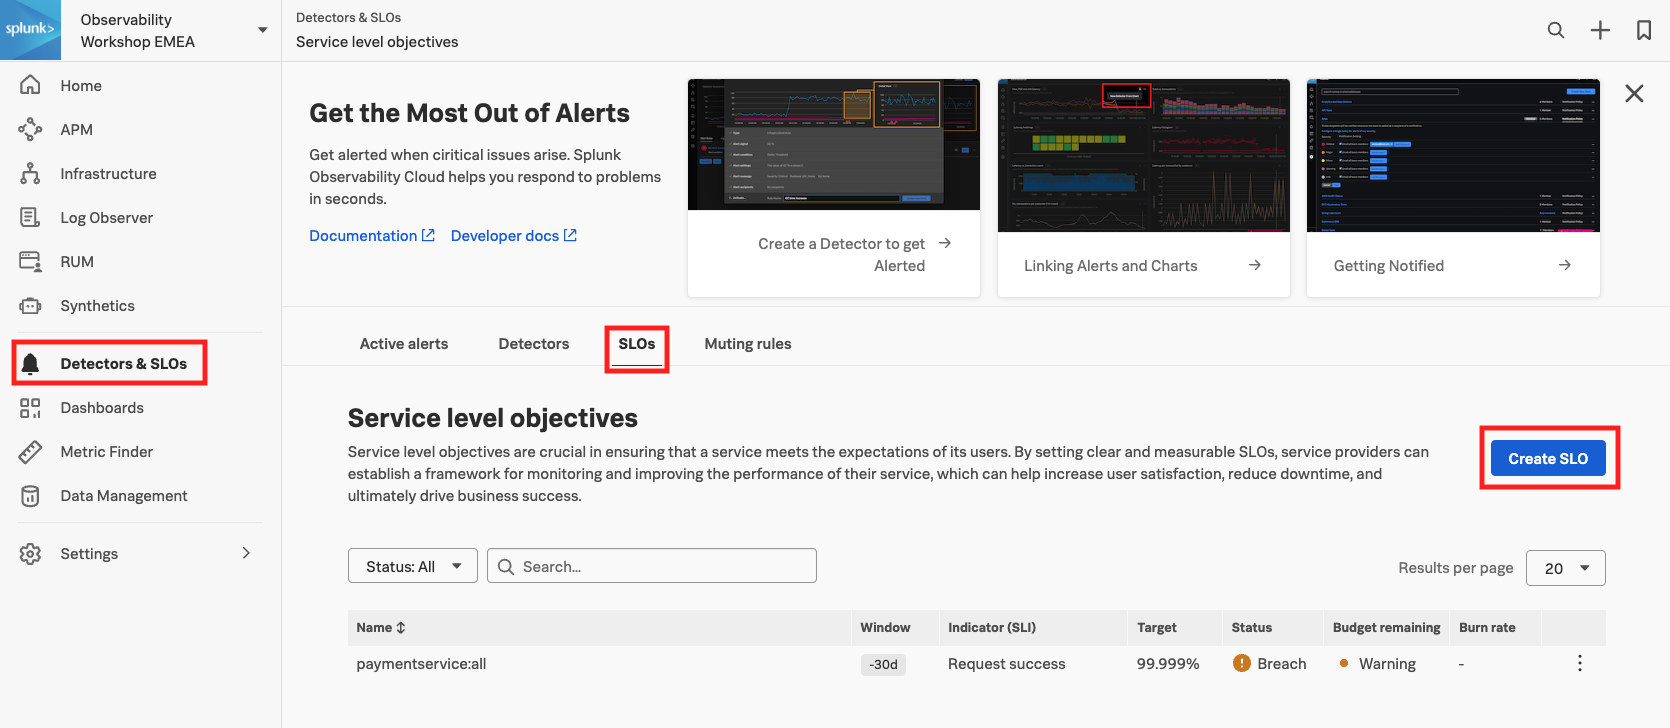 splunk>
Observability
Workshop EMEA
Detectors & SLOs
Service level objectives
Home
APM
Infrastructure
Log Observer
RUM
Synthetics
Detectors & SLOs
Dashboards
Metric Finder
Data Management
Settings
Get the Most Out of Alerts
Get alerted when ciritical issues arise. Splunk
Observability Cloud helps you respond to problems
in seconds.
Documentation
Developer docs
Create a Detector to get
Alerted
Linking Alerts and Charts
Getting Notified
Active alerts
Detectors
SLOs
Muting rules
Service level objectives
Service level objectives are crucial in ensuring that a service meets the expectations of its users. By setting clear and measurable SLOs, service providers can
establish a framework for monitoring and improving the performance of their service, which can help increase user satisfaction, reduce downtime, and
ultimately drive business success.
Create SLO
Status: All
Search...
Results per page
20
Name Window Indicator (SLI) Target Status Budget remaining Burn rate
paymentservice:all -30d Request success 99.999% Breach Warning -